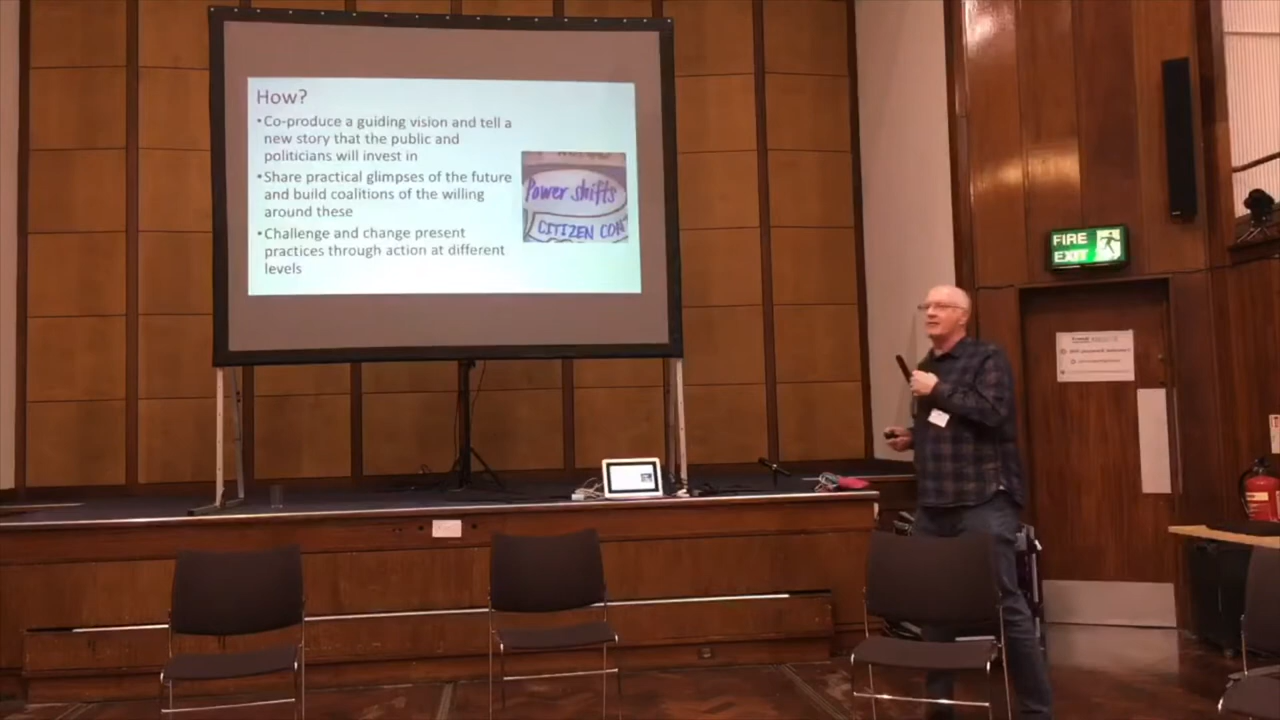 How?
•Co-produce a guiding vision and tell a
new story that the public and
politicians will invest in
•Share practical glimpses of the future
and build coalitions of the willing
around these
•Challenge and change present
practices through action at different
levels
Power shifts
CITIZEN CON
FIRE
EXIT